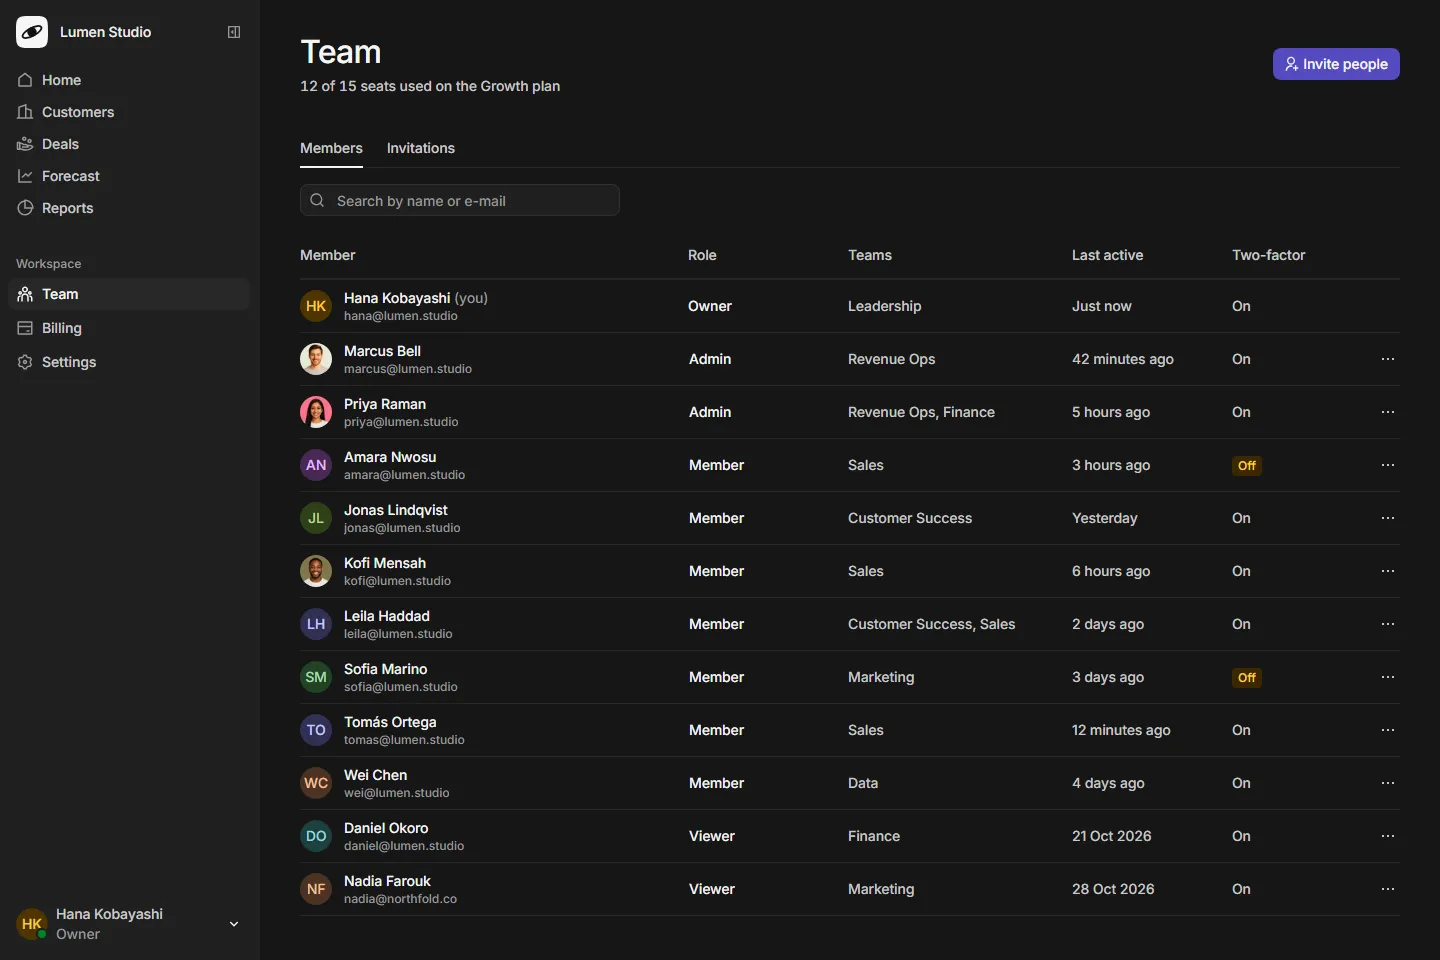 Lumen Studio
Home
Customers
Deals
Forecast
Reports
Workspace
Team
Billing
Settings
HK
Hana Kobayashi
Owner
Team
12 of 15 seats used on the Growth plan
Invite people
Members Invitations
Search by name or e-mail
Member Role Teams Last active Two-factor
HK Hana Kobayashi (you) Owner Leadership Just now On
hana@lumen.studio
Marcus Bell Admin Revenue Ops 42 minutes ago On
marcus@lumen.studio
Priya Raman Admin Revenue Ops, Finance 5 hours ago On
priya@lumen.studio
AN Amara Nwosu Member Sales 3 hours ago Off
amara@lumen.studio
JL Jonas Lindqvist Member Customer Success Yesterday On
jonas@lumen.studio
Kofi Mensah Member Sales 6 hours ago On
kofi@lumen.studio
LH Leila Haddad Member Customer Success, Sales 2 days ago On
leila@lumen.studio
SM Sofia Marino Member Marketing 3 days ago Off
sofia@lumen.studio
TO Tomás Ortega Member Sales 12 minutes ago On
tomas@lumen.studio
WC Wei Chen Member Data 4 days ago On
wei@lumen.studio
DO Daniel Okoro Viewer Finance 21 Oct 2026 On
daniel@lumen.studio
NF Nadia Farouk Viewer Marketing 28 Oct 2026 On
nadia@northfold.co